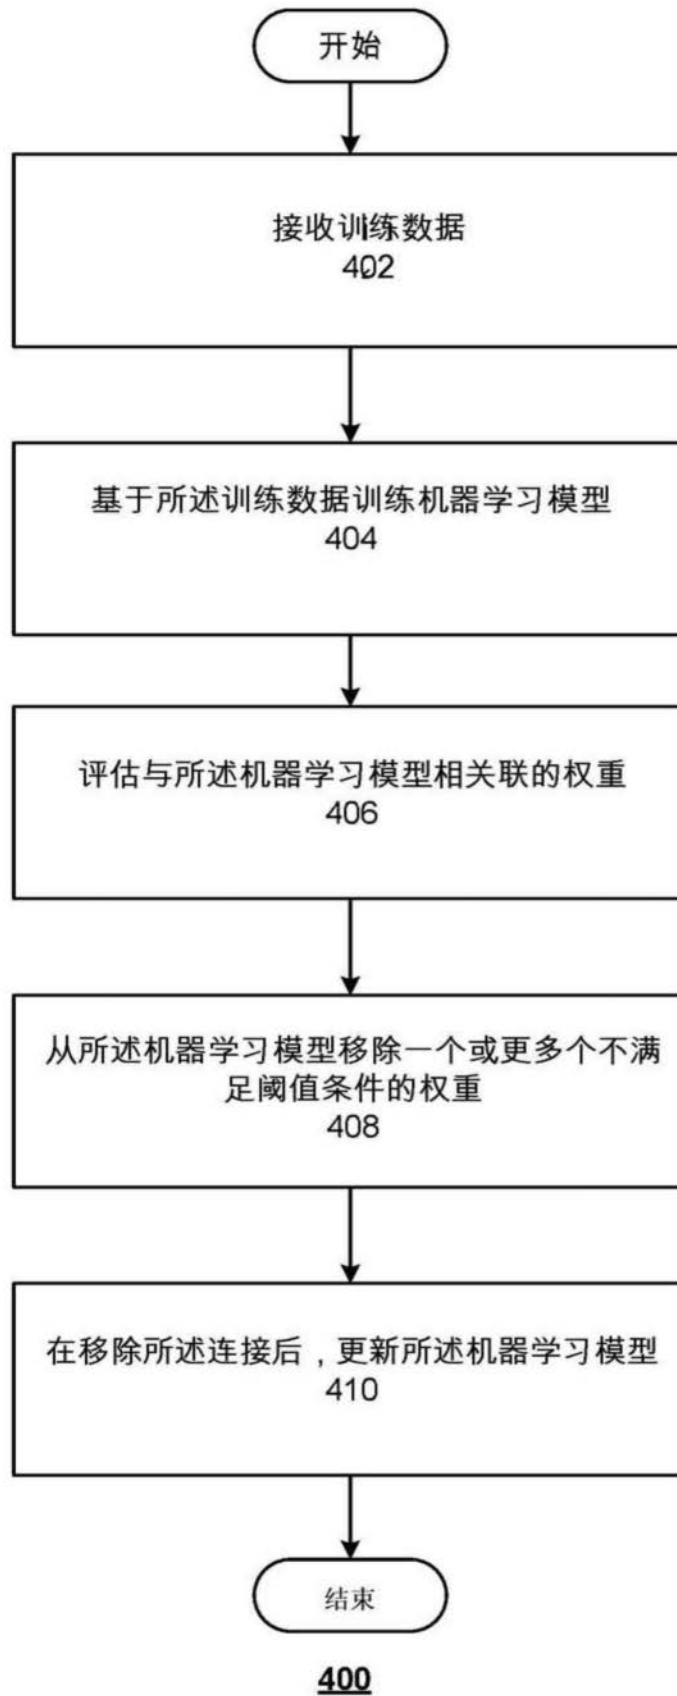 开始
接收训练数据
402
基于所述训练数据训练机器学习模型
404
评估与所述机器学习模型相关联的权重
406
从所述机器学习模型移除一个或更多个不满
足阈值条件的权重
408
在移除所述连接后，更新所述机器学习模型
410
结束
400